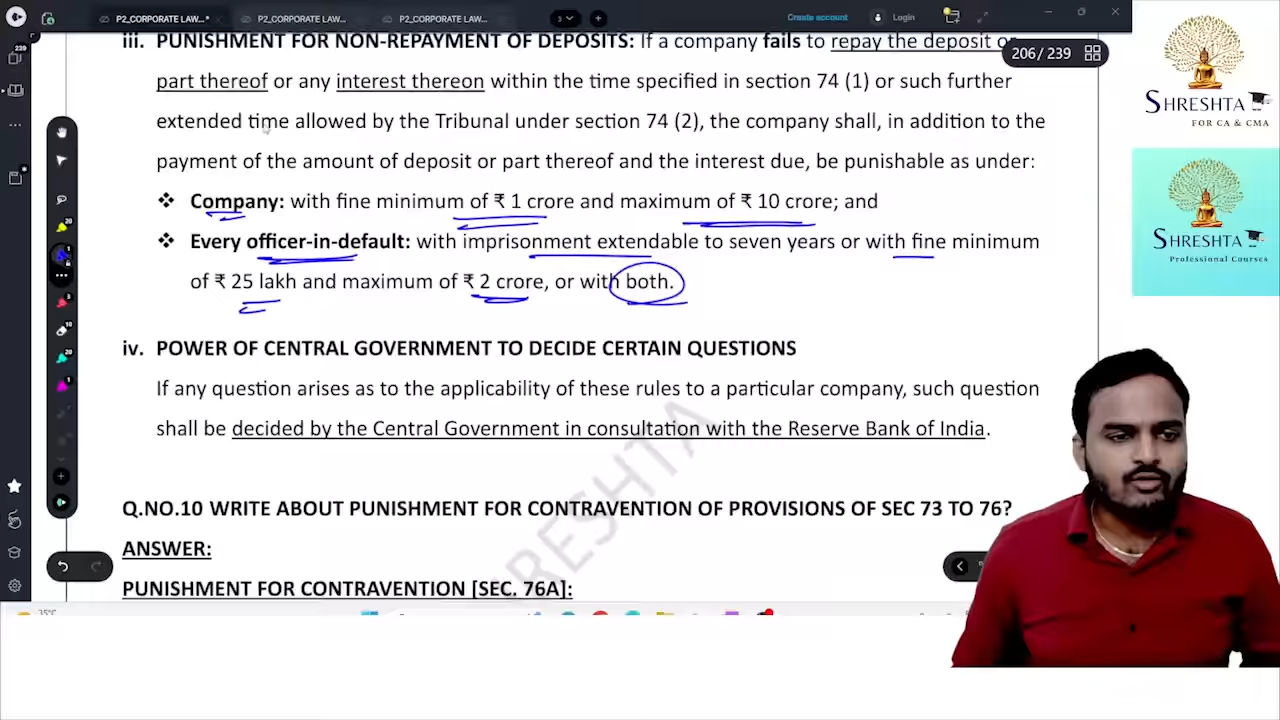 P2_CORPORATE LAW...*
P2_CORPORATE LAW...
P2_CORPORATE LAW...
3
Create account
Login
239
206/239
iii. PUNISHMENT FOR NON-REPAYMENT OF DEPOSITS: If a company fails to repay the deposit or
part thereof or any interest thereon within the time specified in section 74 (1) or such further
extended time allowed by the Tribunal under section 74 (2), the company shall, in addition to the
payment of the amount of deposit or part thereof and the interest due, be punishable as under:
❖ Company: with fine minimum of ₹ 1 crore and maximum of ₹ 10 crore; and
❖ Every officer-in-default: with imprisonment extendable to seven years or with fine minimum
of ₹ 25 lakh and maximum of ₹ 2 crore, or with both.
iv. POWER OF CENTRAL GOVERNMENT TO DECIDE CERTAIN QUESTIONS
If any question arises as to the applicability of these rules to a particular company, such question
shall be decided by the Central Government in consultation with the Reserve Bank of India.
RESHTA
Q.NO.10 WRITE ABOUT PUNISHMENT FOR CONTRAVENTION OF PROVISIONS OF SEC 73 TO 76?
ANSWER:
PUNISHMENT FOR CONTRAVENTION [SEC. 76A]:
35°C
SHRESHTA
FOR CA & CMA
SHRESHTA
Professional Courses